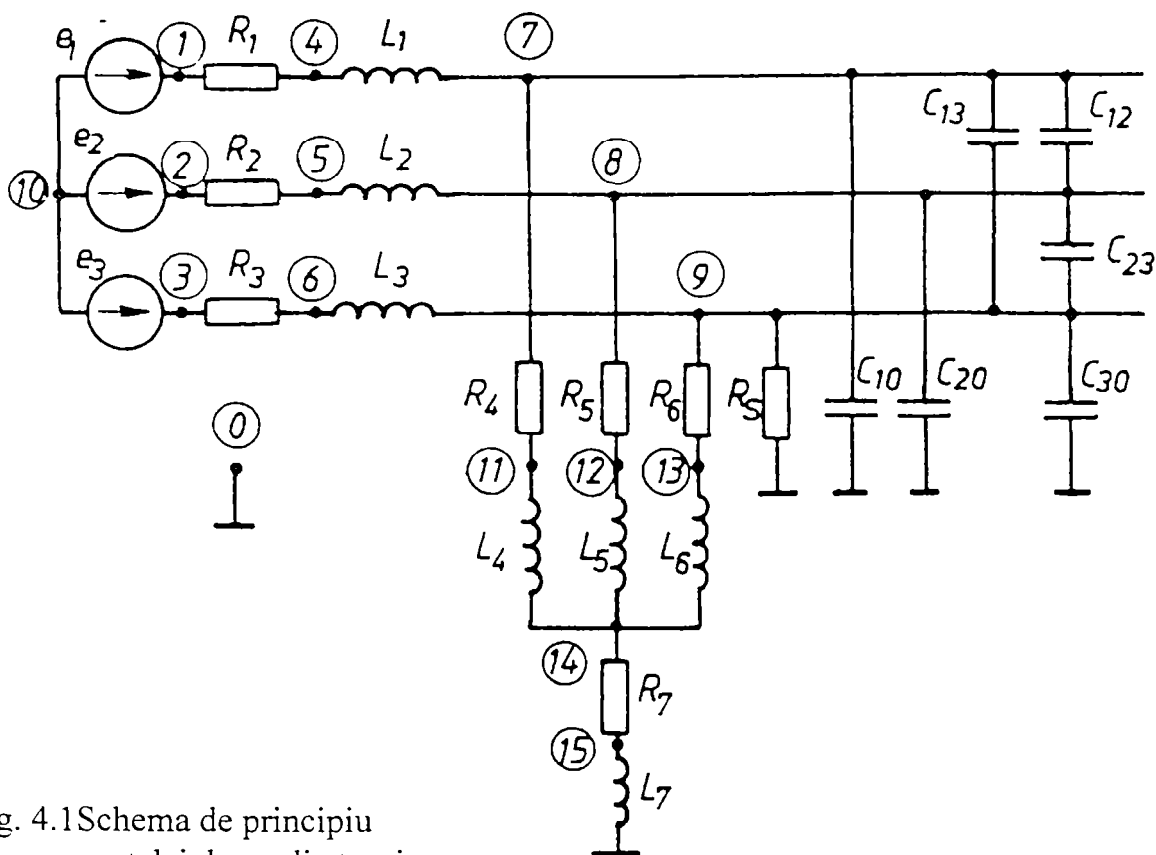 e1 1 R1 4 L1 7
C13 C12
e2 2 R2 5 L2 8
10
C23
e3 3 R3 6 L3 9
R4 R5 R6 RS C10 C20 C30
0
11 12 13
L4 L5 L6
14 R7
15 L7
g. 4.1Schema de principiu